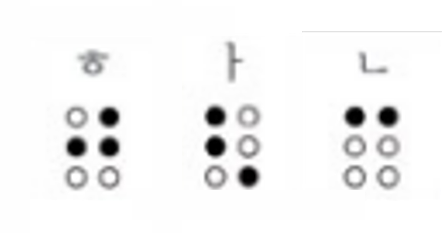 ㅎ ㅏ ㄴ